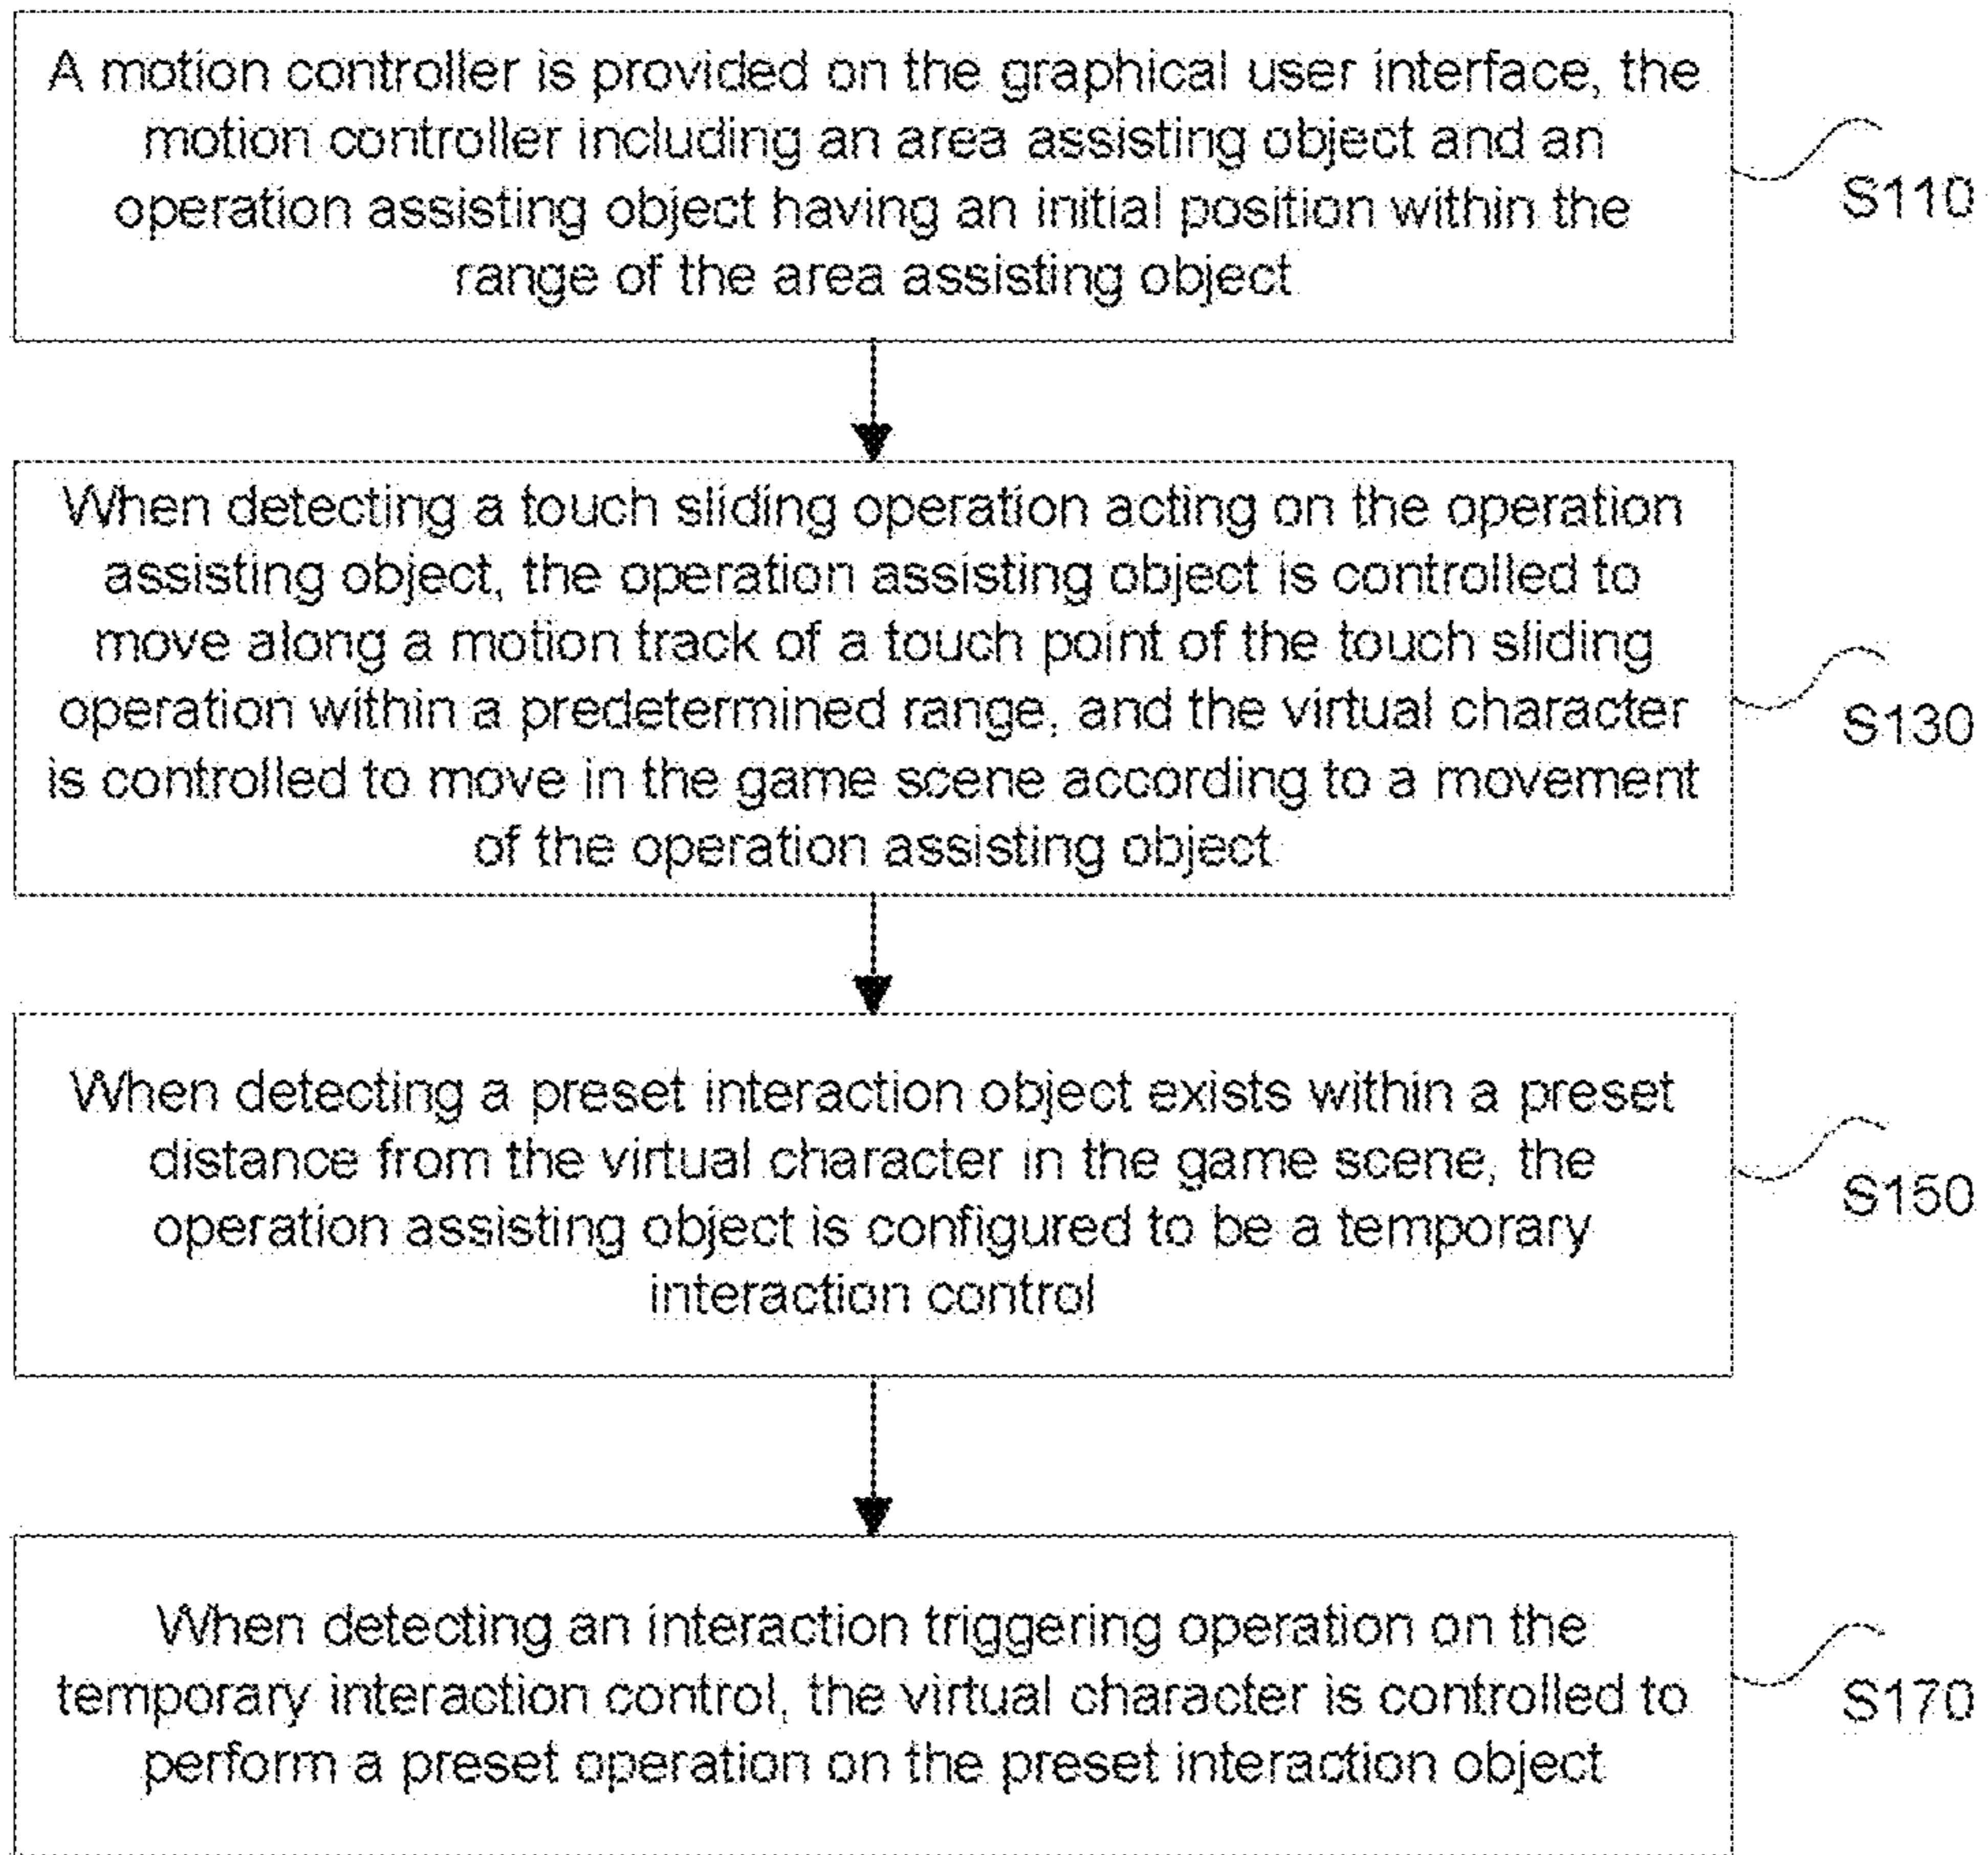 A motion controller is provided on the graphical user interface, the
motion controller including an area assisting object and an
operation assisting object having an initial position within the
range of the area assisting object
S110
When detecting a touch sliding operation acting on the operation
assisting object, the operation assisting object is controlled to
move along a motion track of a touch point of the touch sliding
operation within a predetermined range, and the virtual character
is controlled to move in the game scene according to a movement
of the operation assisting object
S130
When detecting a preset interaction object exists within a preset
distance from the virtual character in the game scene, the
operation assisting object is configured to be a temporary
interaction control
S150
When detecting an interaction triggering operation on the
temporary interaction control, the virtual character is controlled to
perform a preset operation on the preset interaction object
S170